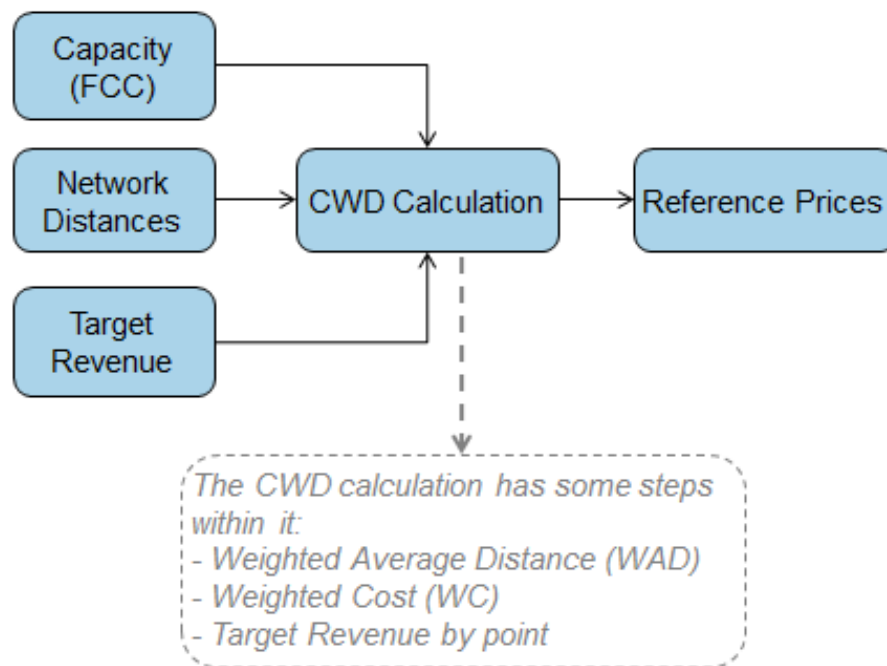 Capacity
(FCC)
Network
Distances
CWD Calculation
Reference Prices
Target
Revenue
The CWD calculation has some steps
within it:
- Weighted Average Distance (WAD)
- Weighted Cost (WC)
- Target Revenue by point